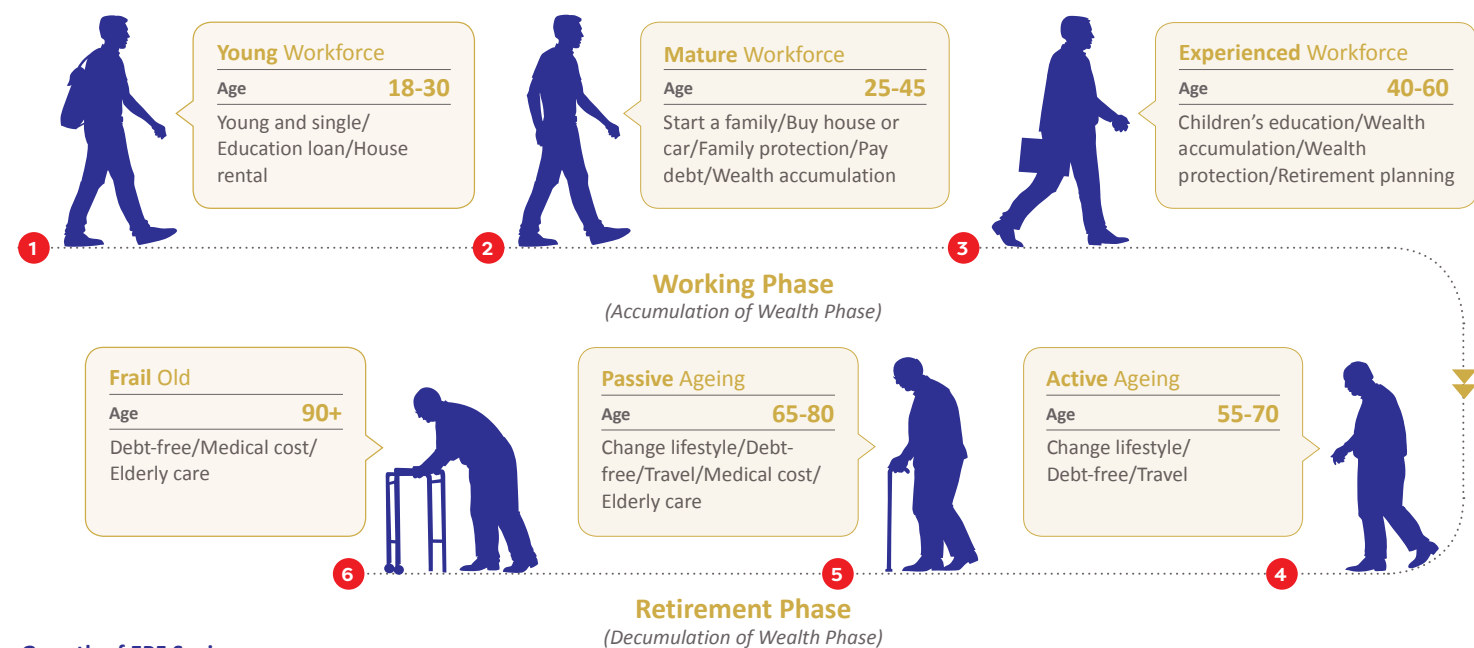 Young Workforce
Age 18-30
Young and single/
Education loan/House
rental
1
Mature Workforce
Age 25-45
Start a family/Buy house or
car/Family protection/Pay
debt/Wealth accumulation
2
Experienced Workforce
Age 40-60
Children’s education/Wealth
accumulation/Wealth
protection/Retirement planning
3
Working Phase
(Accumulation of Wealth Phase)
Active Ageing
Age 55-70
Change lifestyle/
Debt-free/Travel
4
Passive Ageing
Age 65-80
Change lifestyle/Debt-
free/Travel/Medical cost/
Elderly care
5
Frail Old
Age 90+
Debt-free/Medical cost/
Elderly care
6
Retirement Phase
(Decumulation of Wealth Phase)